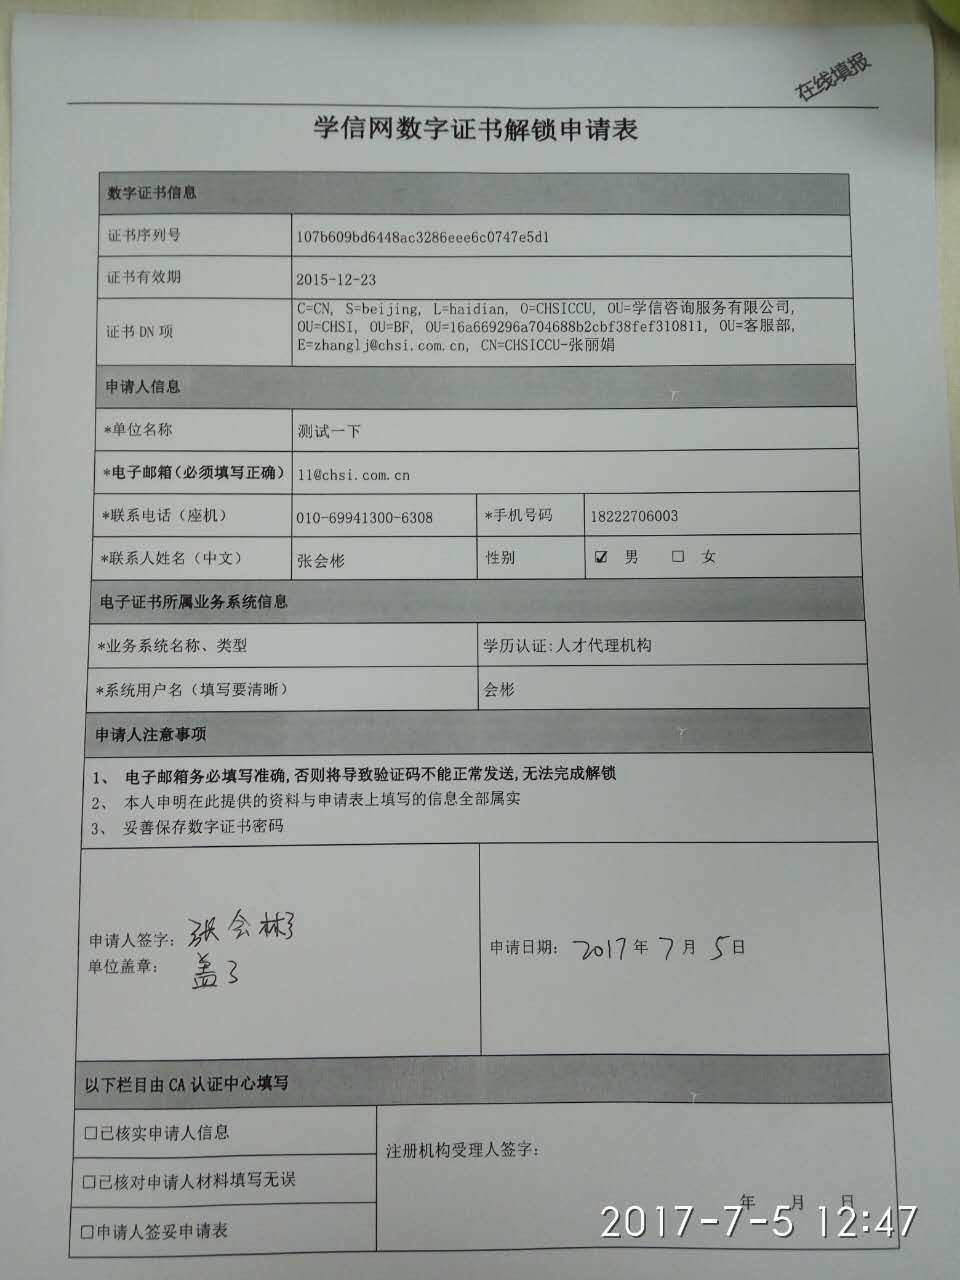 在线填报
学信网数字证书解锁申请表
数字证书信息
证书序列号 107b609bd6448ac3286eee6c0747e5d1
证书有效期 2015-12-23
证书DN项 C=CN, S=beijing, L=haidian, O=CHSICCU, OU=学信咨询服务有限公司,
OU=CHSI, OU=BF, OU=16a669296a704688b2cbf38fef310811, OU=客服部,
E=zhanglj@chsi.com.cn, CN=CHSICCU-张丽娟
申请人信息
*单位名称 测试一下
*电子邮箱(必须填写正确) 11@chsi.com.cn
*联系电话(座机) 010-69941300-6308 *手机号码 18222706003
*联系人姓名(中文) 张会彬 性别 ☑ 男 □ 女
电子证书所属业务系统信息
*业务系统名称、类型 学历认证:人才代理机构
*系统用户名(填写要清晰) 会彬
申请人注意事项
1、 电子邮箱务必填写准确,否则将导致验证码不能正常发送,无法完成解锁
2、 本人申明在此提供的资料与申请表上填写的信息全部属实
3、 妥善保存数字证书密码
申请人签字: 张会彬
单位盖章: 盖了
申请日期: 2017年7月5日
以下栏目由CA认证中心填写
□已核实申请人信息
□已核对申请人材料填写无误
□申请人签妥申请表
注册机构受理人签字:
年 月 日
2017-7-5 12:47